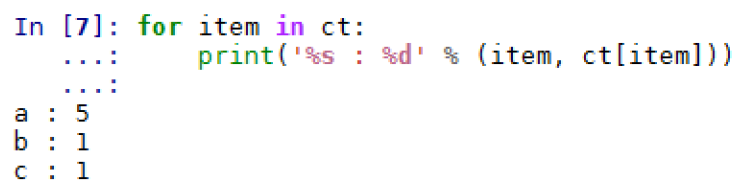 In [7]: for item in ct:
   ...:     print('%s : %d' % (item, ct[item]))
   ...:
a : 5
b : 1
c : 1